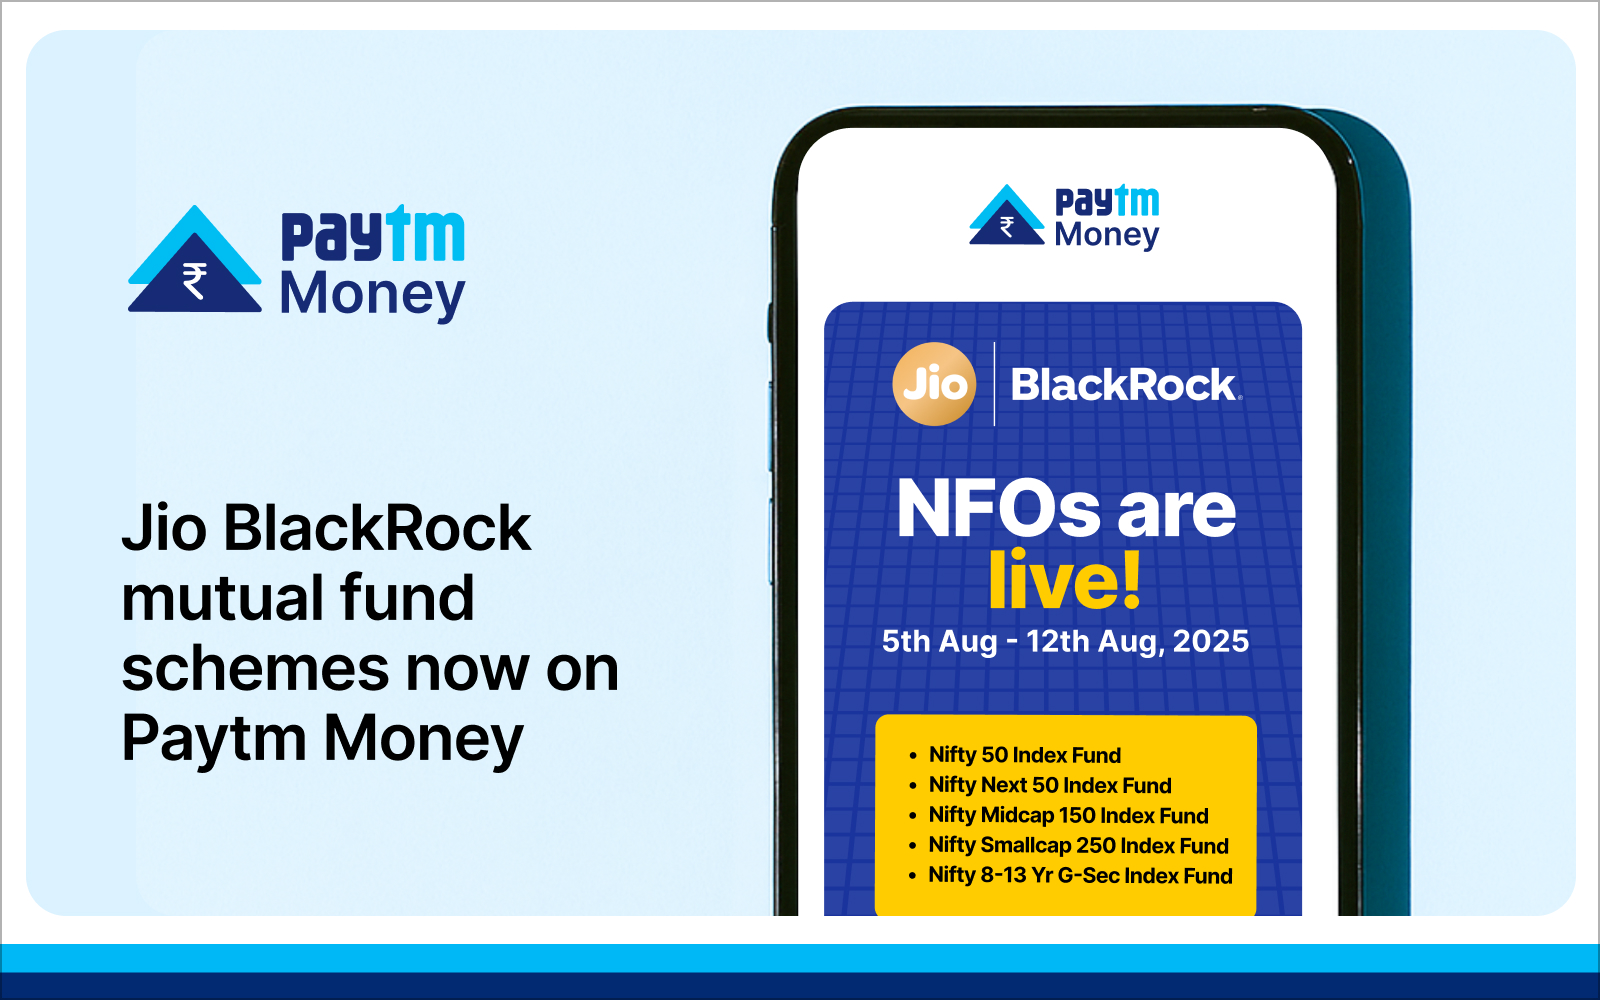 paytm
Money
₹
Jio BlackRock
mutual fund
schemes now on
Paytm Money
paytm
Money
₹
Jio | BlackRock®
NFOs are
live!
5th Aug - 12th Aug, 2025
• Nifty 50 Index Fund
• Nifty Next 50 Index Fund
• Nifty Midcap 150 Index Fund
• Nifty Smallcap 250 Index Fund
• Nifty 8-13 Yr G-Sec Index Fund